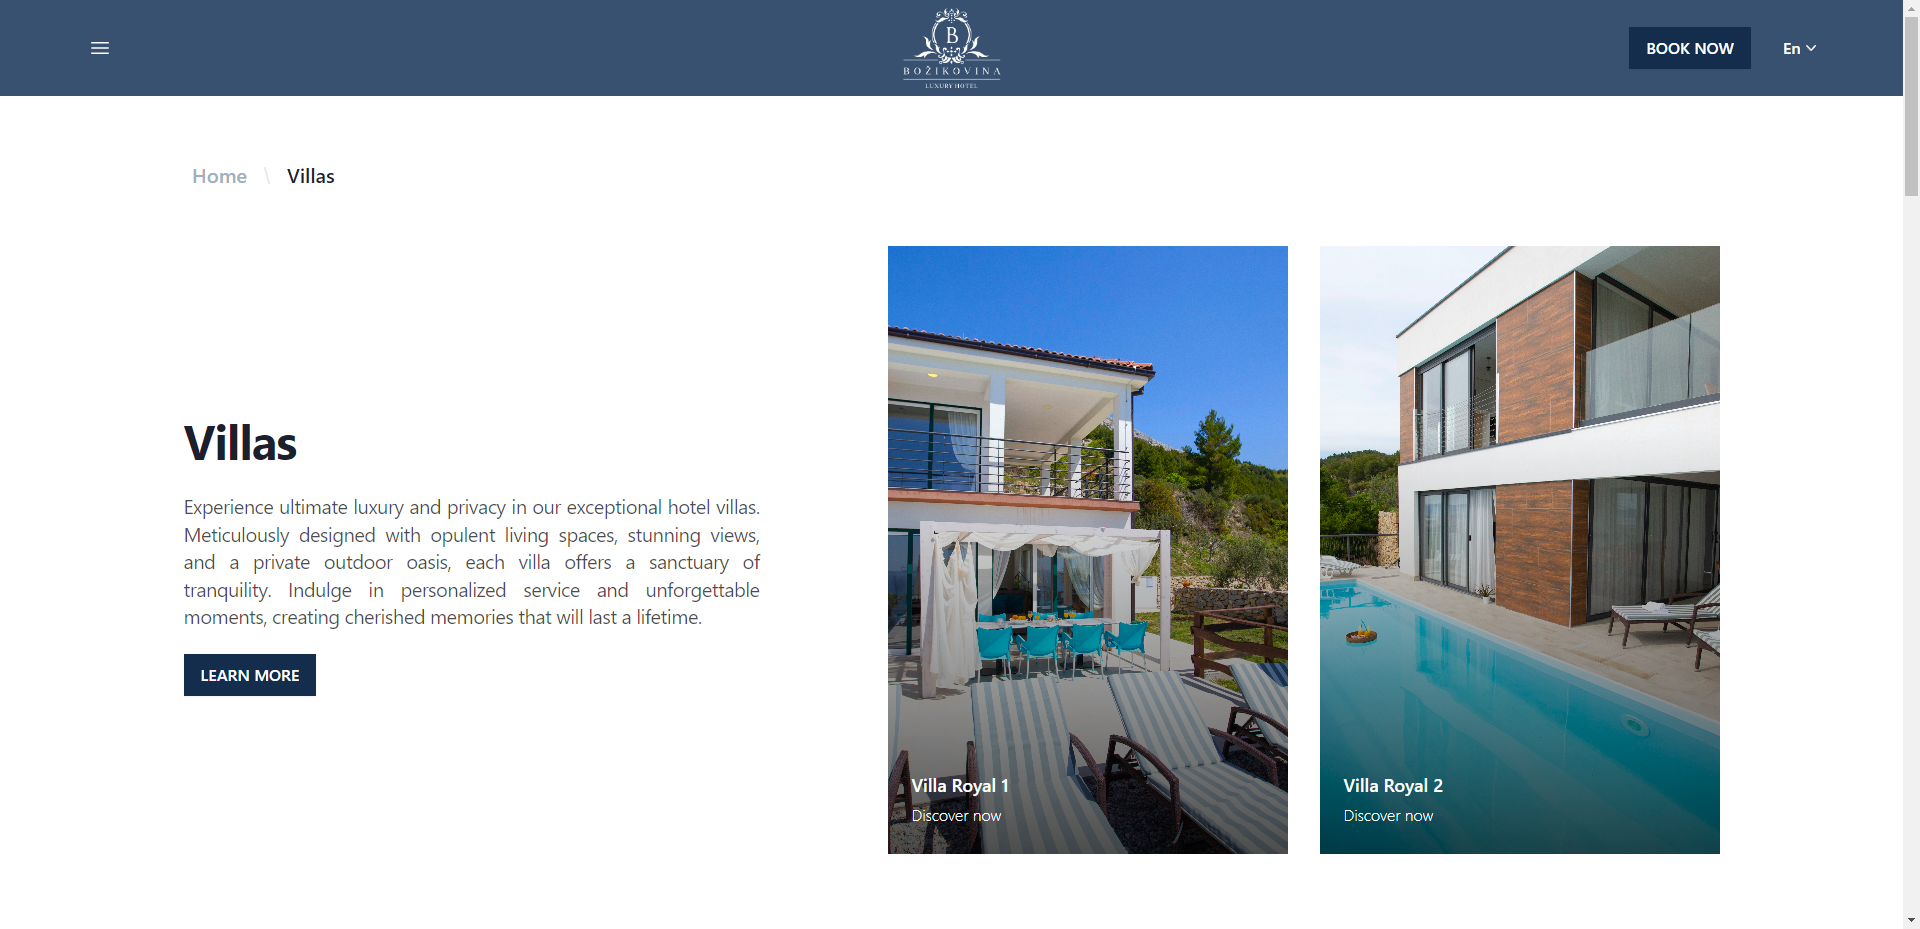 B
BOŽIKOVINA
LUXURY HOTEL
BOOK NOW
En
Home \ Villas
Villas
Experience ultimate luxury and privacy in our exceptional hotel villas.
Meticulously designed with opulent living spaces, stunning views,
and a private outdoor oasis, each villa offers a sanctuary of
tranquility. Indulge in personalized service and unforgettable
moments, creating cherished memories that will last a lifetime.
LEARN MORE
Villa Royal 1
Discover now
Villa Royal 2
Discover now